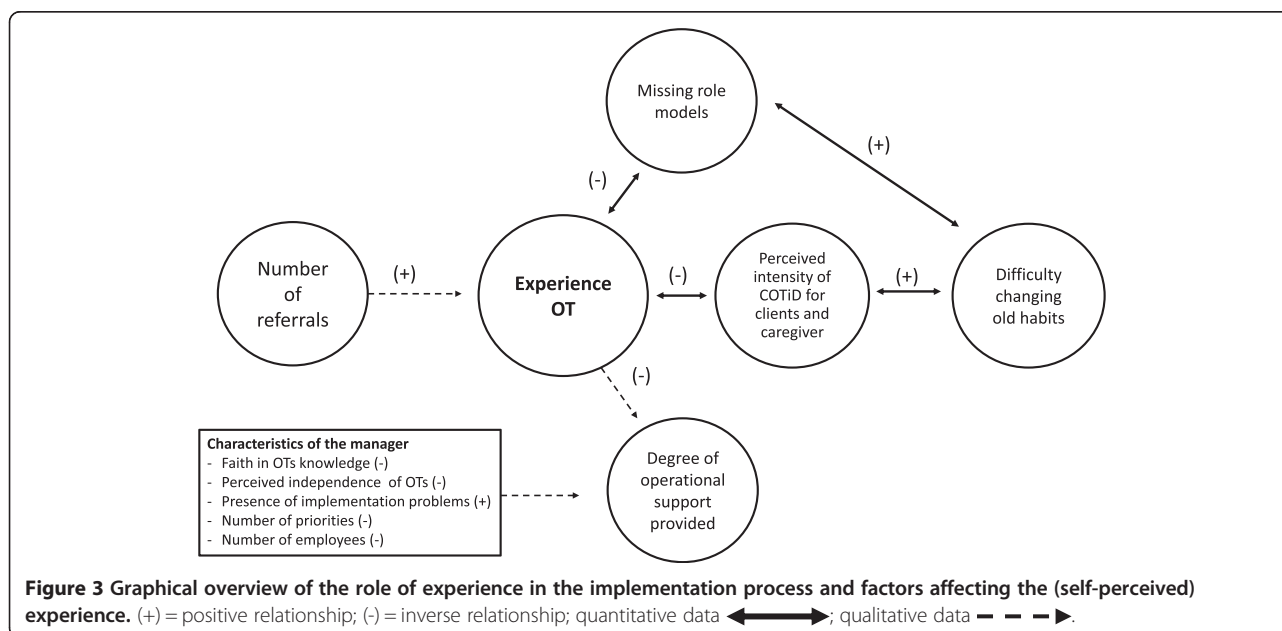 Missing role
models
(+)
(-)
Number
of
referrals
(+)
Experience
OT
(-)
Perceived
intensity of
COTiD for
clients and
caregiver
(+)
Difficulty
changing
old habits
(-)
Characteristics of the manager
- Faith in OTs knowledge (-)
- Perceived independence of OTs (-)
- Presence of implementation problems (+)
- Number of priorities (-)
- Number of employees (-)
Degree of
operational
support
provided
Figure 3 Graphical overview of the role of experience in the implementation process and factors affecting the (self-perceived)
experience. (+) = positive relationship; (-) = inverse relationship; quantitative data ; qualitative data .